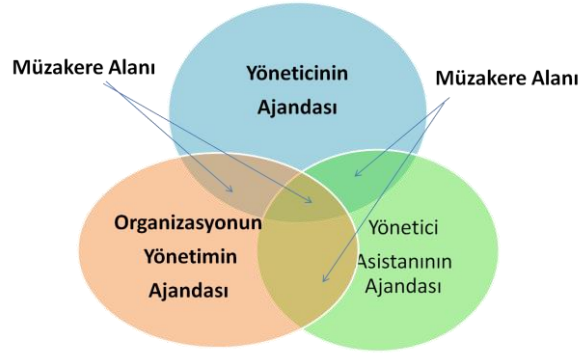 Müzakere Alanı
Yöneticinin
Ajandası
Müzakere Alanı
Organizasyonun
Yönetimin
Ajandası
Yönetici
Asistanının
Ajandası